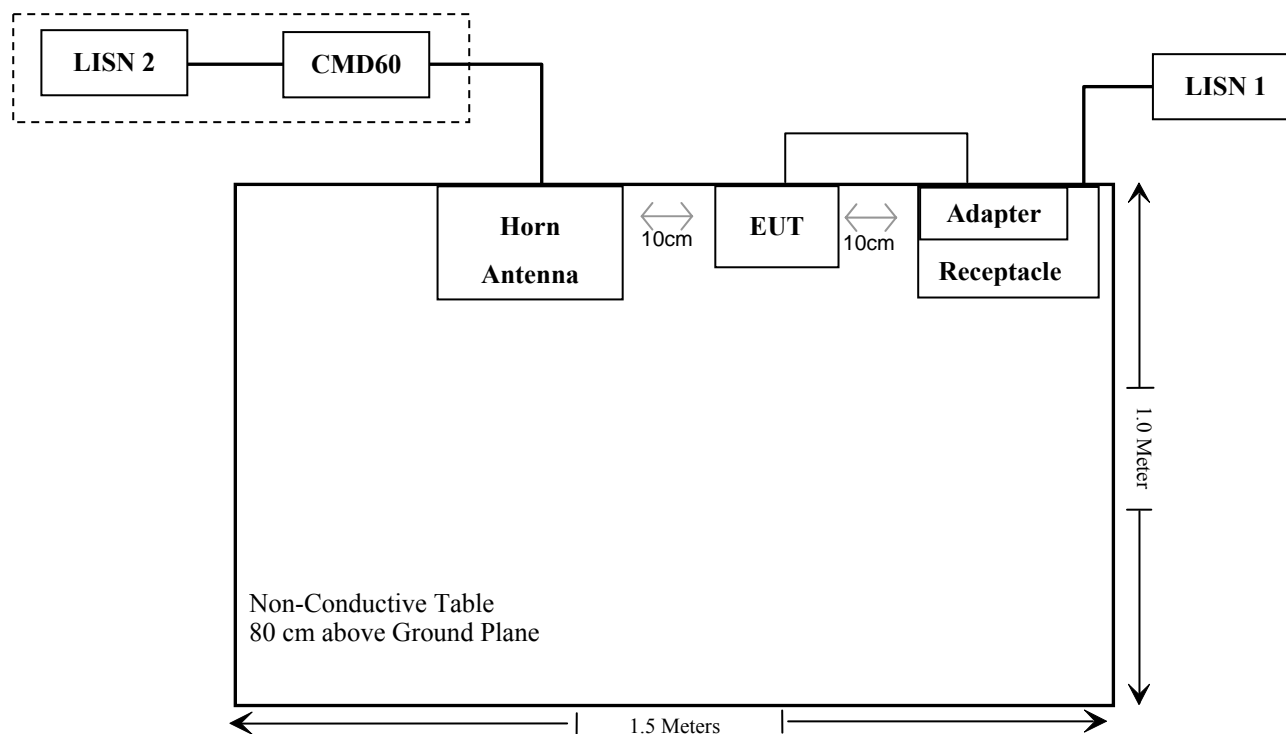 LISN 2
CMD60
LISN 1
Horn
Antenna
10cm
EUT
10cm
Adapter
Receptacle
1.0 Meter
Non-Conductive Table
80 cm above Ground Plane
1.5 Meters